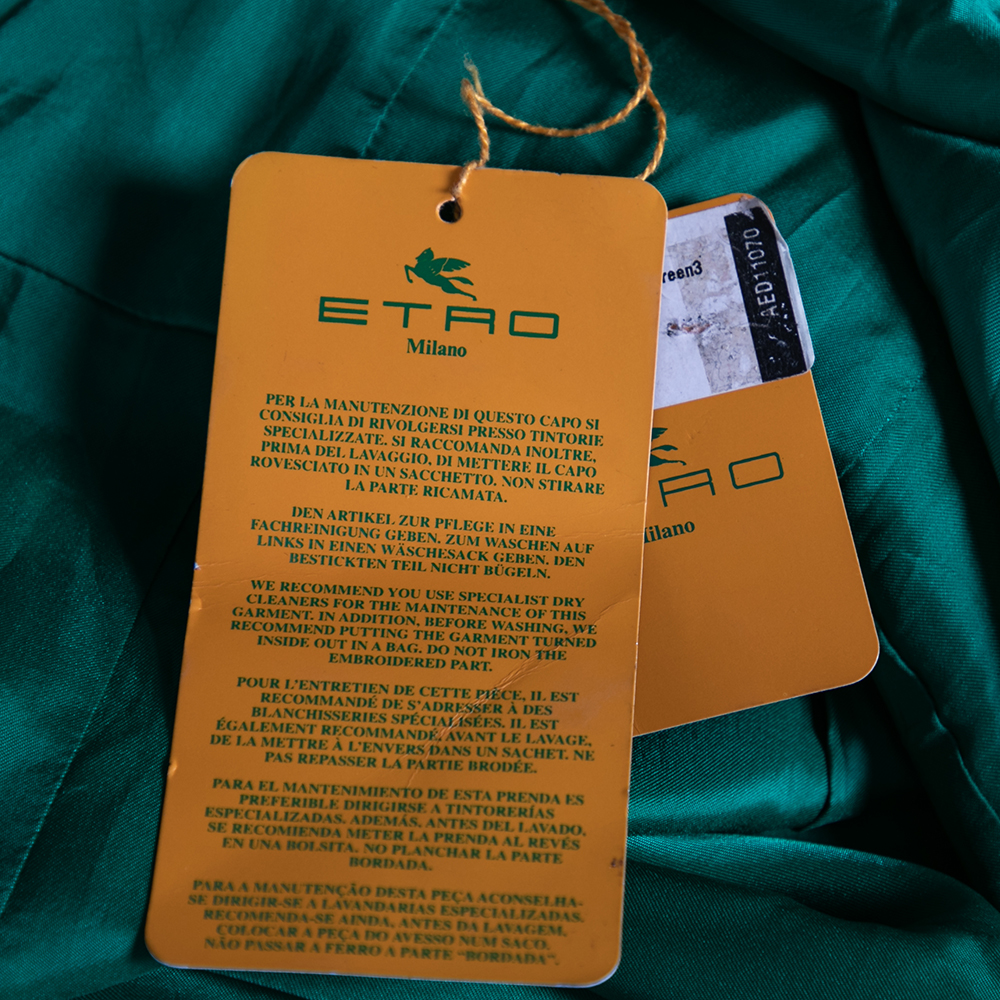 ETRO
Milano
PER LA MANUTENZIONE DI QUESTO CAPO SI
CONSIGLIA DI RIVOLGERSI PRESSO TINTORIE
SPECIALIZZATE. SI RACCOMANDA INOLTRE,
PRIMA DEL LAVAGGIO, DI METTERE IL CAPO
ROVESCIATO IN UN SACCHETTO. NON STIRARE
LA PARTE RICAMATA.
DEN ARTIKEL ZUR PFLEGE IN EINE
FACHREINIGUNG GEBEN. ZUM WASCHEN AUF
LINKS IN EINEN WÄSCHESACK GEBEN. DEN
BESTICKTEN TEIL NICHT BÜGELN.
WE RECOMMEND YOU USE SPECIALIST DRY
CLEANERS FOR THE MAINTENANCE OF THIS
GARMENT. IN ADDITION, BEFORE WASHING, WE
RECOMMEND PUTTING THE GARMENT TURNED
INSIDE OUT IN A BAG. DO NOT IRON THE
EMBROIDERED PART.
POUR L'ENTRETIEN DE CETTE PIÈCE, IL EST
RECOMMANDÉ DE S'ADRESSER À DES
BLANCHISSERIES SPÉCIALISÉES. IL EST
ÉGALEMENT RECOMMANDÉ, AVANT LE LAVAGE,
DE LA METTRE À L'ENVERS DANS UN SACHET. NE
PAS REPASSER LA PARTIE BRODÉE.
PARA EL MANTENIMIENTO DE ESTA PRENDA ES
PREFERIBLE DIRIGIRSE A TINTORERÍAS
ESPECIALIZADAS. ADEMÁS, ANTES DEL LAVADO,
SE RECOMIENDA METER LA PRENDA AL REVÉS
EN UNA BOLSITA. NO PLANCHAR LA PARTE
BORDADA.
PARA A MANUTENÇÃO DESTA PEÇA ACONSELHA-
SE DIRIGIR-SE A LAVANDARIAS ESPECIALIZADAS.
RECOMENDA-SE AINDA, ANTES DA LAVAGEM,
COLOCAR A PEÇA DO AVESSO NUM SACO.
NÃO PASSAR A FERRO A PARTE "BORDADA".
reen3
AED11070
RO
ilano